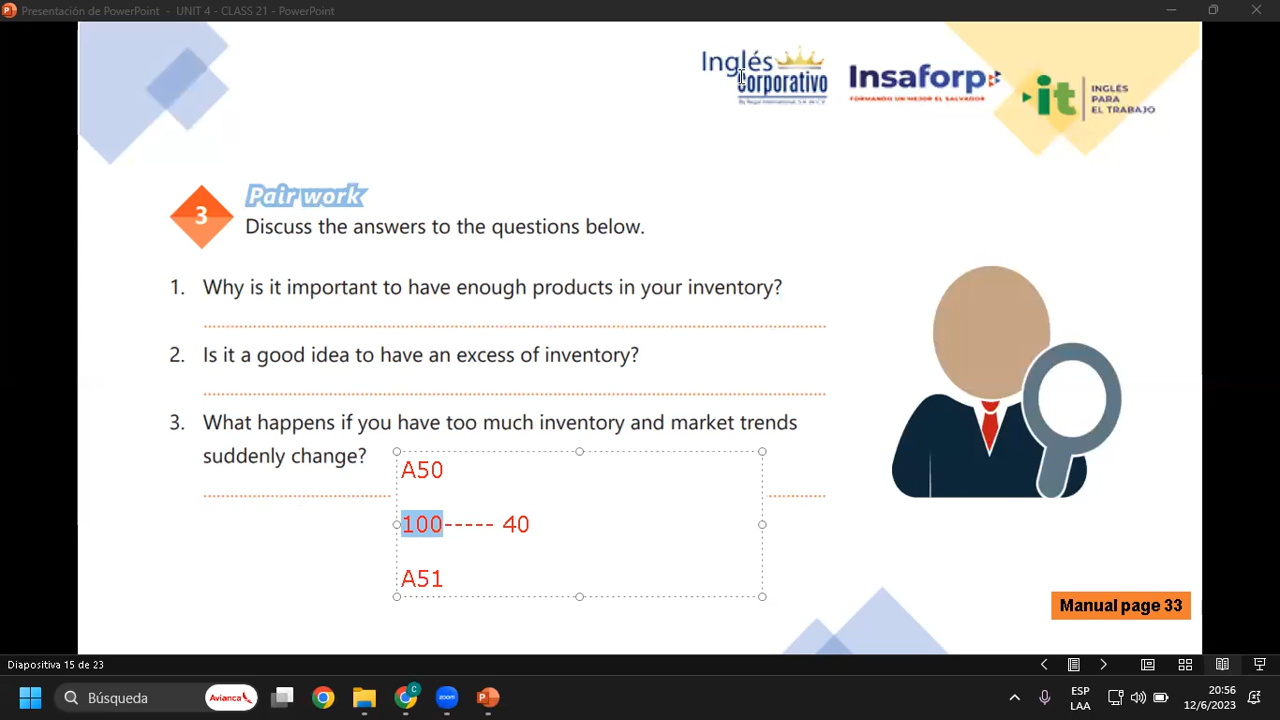 Presentación de PowerPoint - UNIT 4 - CLASS 21 - PowerPoint
Inglés
Corporativo
Insaforp
FORMANDO UN MEJOR EL SALVADOR
it
INGLÉS
PARA
EL TRABAJO
3
Pair work
Discuss the answers to the questions below.
1. Why is it important to have enough products in your inventory?
2. Is it a good idea to have an excess of inventory?
3. What happens if you have too much inventory and market trends
suddenly change?
A50
100----- 40
A51
Manual page 33
Diapositiva 15 de 23
Búsqueda
Avianca
C
zoom
ESP
LAA
20:56
12/6/2023